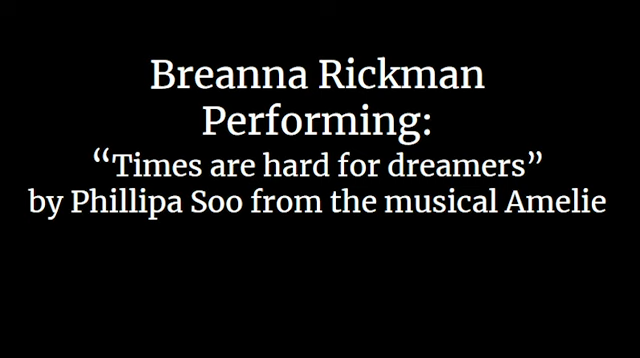 Breanna Rickman
Performing:
“Times are hard for dreamers”
by Phillipa Soo from the musical Amelie